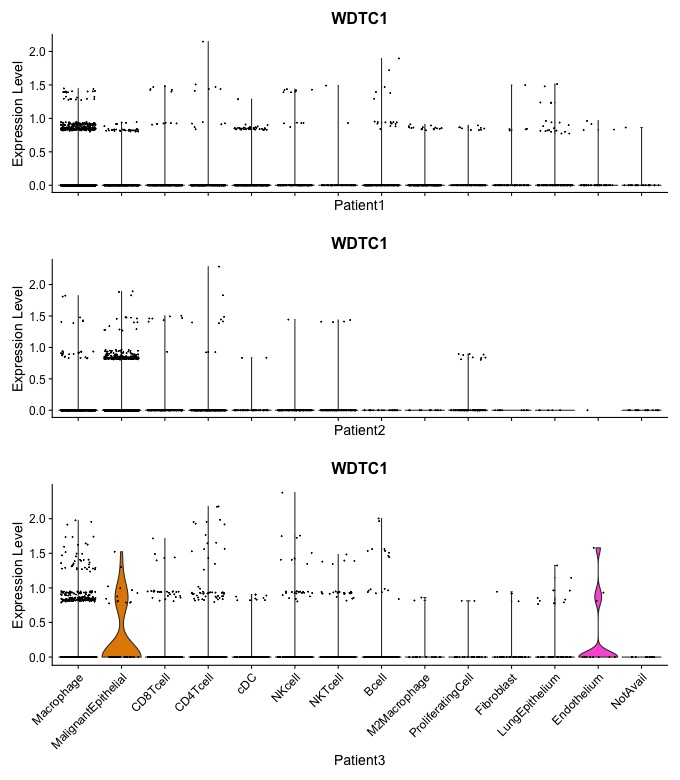 WDTC1
Expression Level
2.0
1.5
1.0
0.5
0.0
Patient1
WDTC1
Expression Level
2.0
1.5
1.0
0.5
0.0
Patient2
WDTC1
Expression Level
2.0
1.5
1.0
0.5
0.0
Macrophage
MalignantEpithelial
CD8Tcell
CD4Tcell
cDC
NKcell
NKTcell
Bcell
M2Macrophage
ProliferatingCell
Fibroblast
LungEpithelium
Endothelium
NotAvail
Patient3